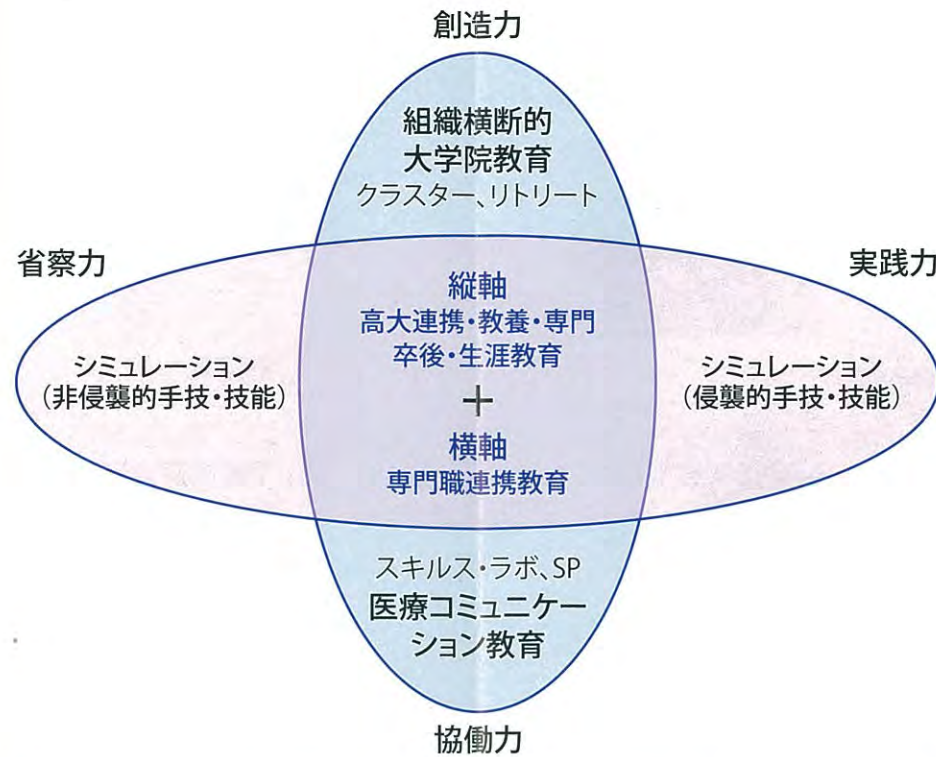 創造力
組織横断的
大学院教育
クラスター、リトリート
省察力
実践力
縦軸
高大連携・教養・専門
卒後・生涯教育
シミュレーション
(非侵襲的手技・技能)
シミュレーション
(侵襲的手技・技能)
+
横軸
専門職連携教育
スキルス・ラボ、SP
医療コミュニケー
ション教育
協働力